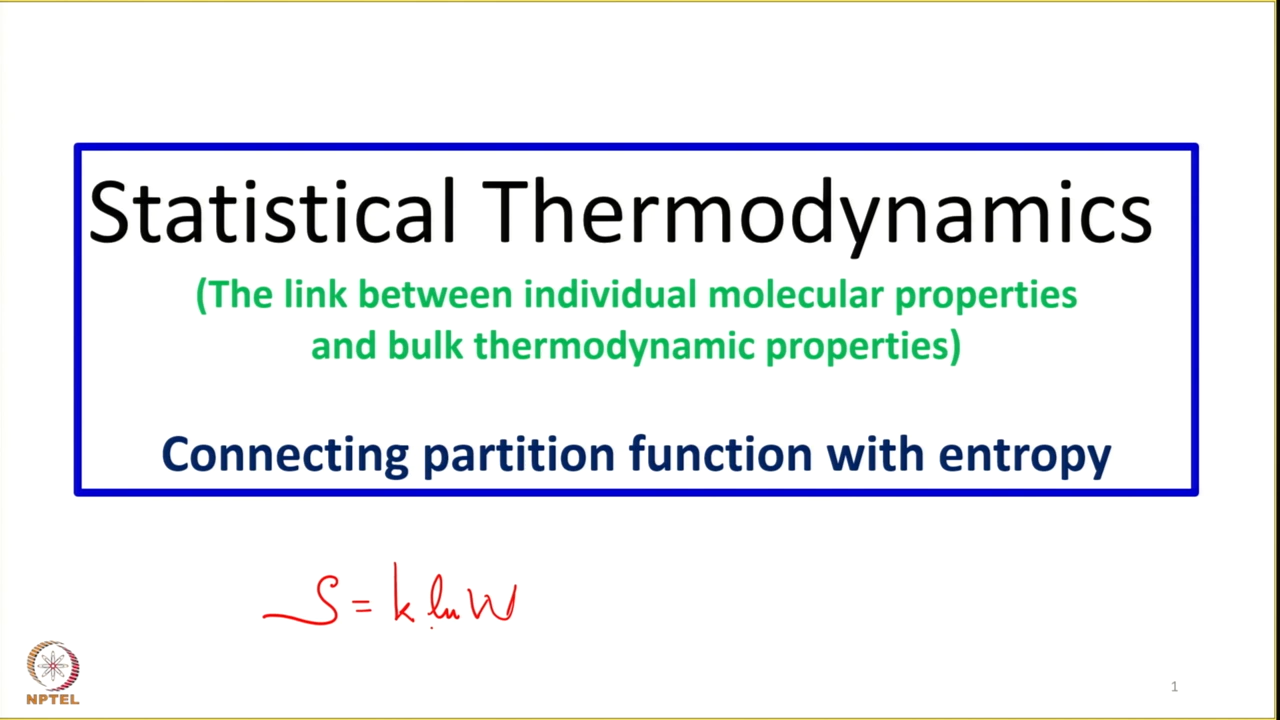 Statistical Thermodynamics
(The link between individual molecular properties
and bulk thermodynamic properties)
Connecting partition function with entropy
S = k ln W
NPTEL
1